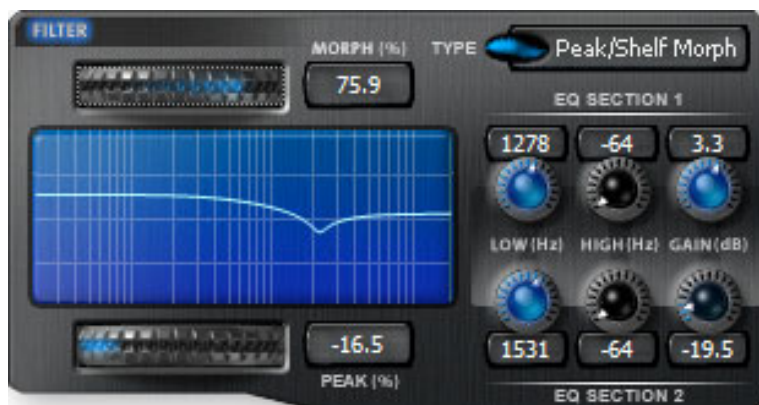 FILTER
MORPH (%)
TYPE
Peak/Shelf Morph
75.9
EQ SECTION 1
1278
-64
3.3
LOW (Hz)
HIGH (Hz)
GAIN (dB)
-16.5
1531
-64
-19.5
PEAK (%)
EQ SECTION 2